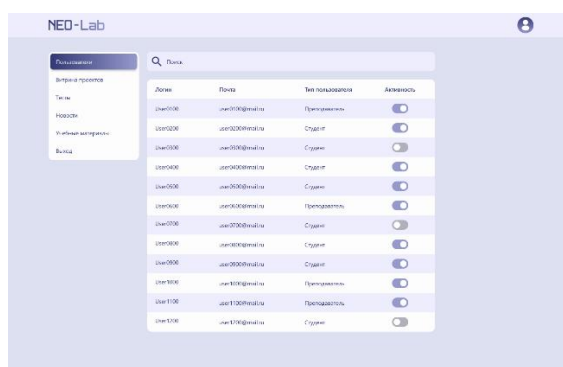 NEO-Lab
Пользователи
Витрина проектов
Тесты
Новости
Учебные материалы
Выход
Поиск
Логин Почта Тип пользователя Активность
User0100 user0100@mail.ru Преподаватель
User0200 user0200@mail.ru Студент
User0300 user0300@mail.ru Студент
User0400 user0400@mail.ru Студент
User0500 user0500@mail.ru Студент
User0600 user0600@mail.ru Преподаватель
User0700 user0700@mail.ru Студент
User0800 user0800@mail.ru Студент
User0900 user0900@mail.ru Студент
User1000 user1000@mail.ru Преподаватель
User1100 user1100@mail.ru Преподаватель
User1200 user1200@mail.ru Студент